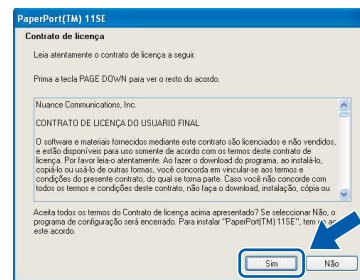 PaperPort(TM) 11SE
Contrato de licença
Leia atentamente o contrato de licença a seguir.
Prima a tecla PAGE DOWN para ver o resto do acordo.
Nuance Communications, Inc.
CONTRATO DE LICENÇA DO USUARIO FINAL
O software e materiais fornecidos mediante este contrato são licenciados e não vendidos,
e estão disponíveis para uso somente de acordo com os termos deste contrato de
licença. Por favor leia-o atentamente. Ao fazer o download do programa, ao instalá-lo,
copiá-lo ou usá-lo de outras formas, você concorda em vincular-se aos termos e
condições do presente contrato, do qual se torna parte. Caso você não concorde com
todos os termos e condições deste contrato, não faça o download, instalação, cópia ou
Aceita todos os termos do Contrato de licença acima apresentado? Se seleccionar Não, o
programa de configuração será encerrado. Para instalar "PaperPort(TM) 11SE", tem
este acordo.
Sim
Não